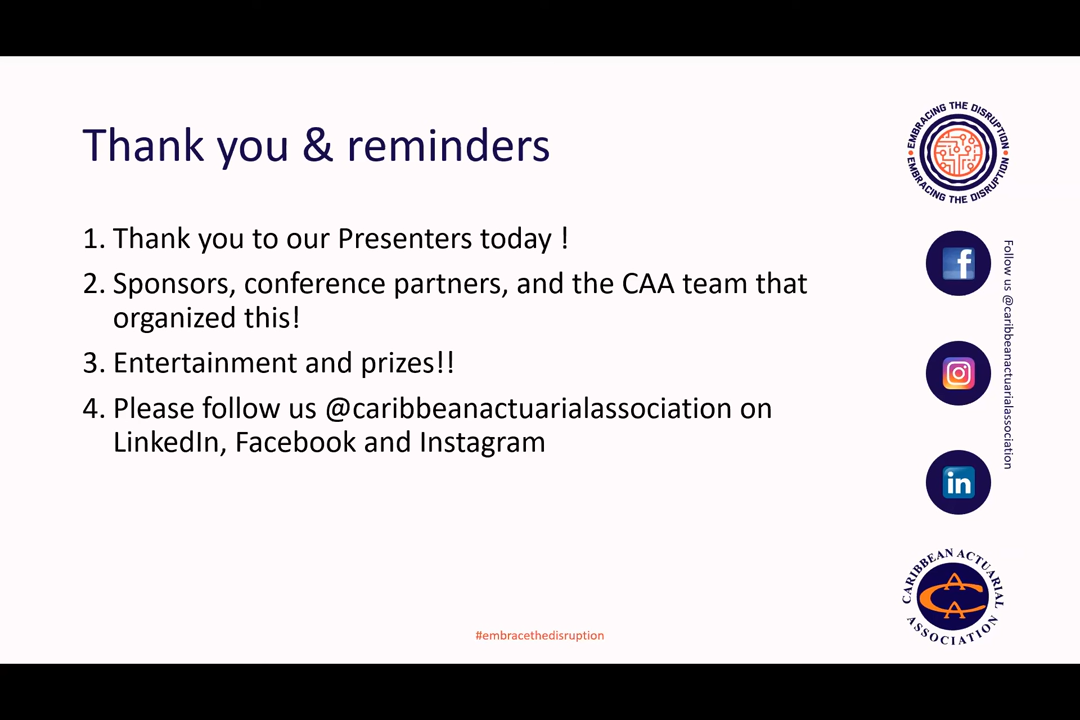 Thank you & reminders
1. Thank you to our Presenters today !
2. Sponsors, conference partners, and the CAA team that
organized this!
3. Entertainment and prizes!!
4. Please follow us @caribbeanactuarialassociation on
LinkedIn, Facebook and Instagram
#embracethedisruption
EMBRACING THE DISRUPTION
EMBRACING THE DISRUPTION
f
Follow us @caribbeanactuarialassociation
in
CARIBBEAN ACTUARIAL
CAA
ASSOCIATION